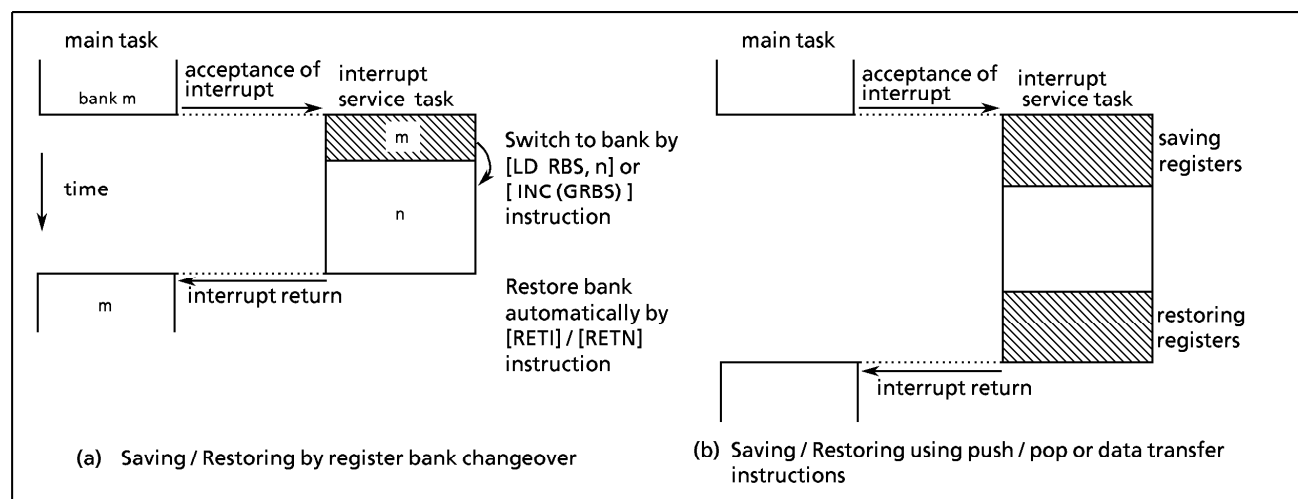 main task
bank m
acceptance of
interrupt
interrupt
service task
m
Switch to bank by
[LD RBS, n] or
[ INC (GRBS) ]
instruction
time
n
interrupt return
m
Restore bank
automatically by
[RETI] / [RETN]
instruction
(a) Saving / Restoring by register bank changeover
main task
acceptance of
interrupt
interrupt
service task
saving
registers
restoring
registers
interrupt return
(b) Saving / Restoring using push / pop or data transfer
instructions